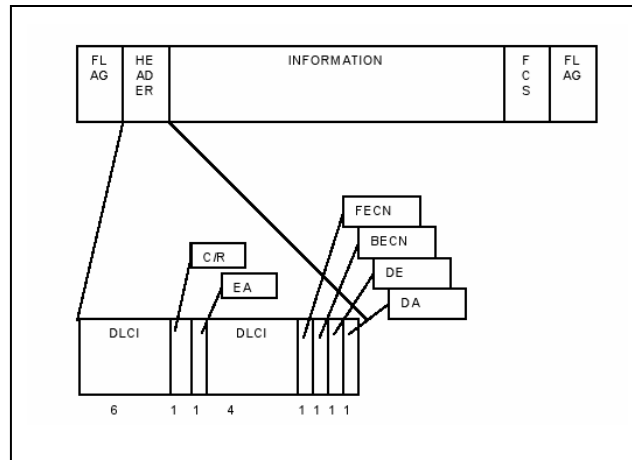 FL HE INFORMATION F FL
AG AD C AG
ER S
FECN
BECN
C/R
DE
EA
DA
DLCI DLCI
6 1 1 4 1 1 1 1